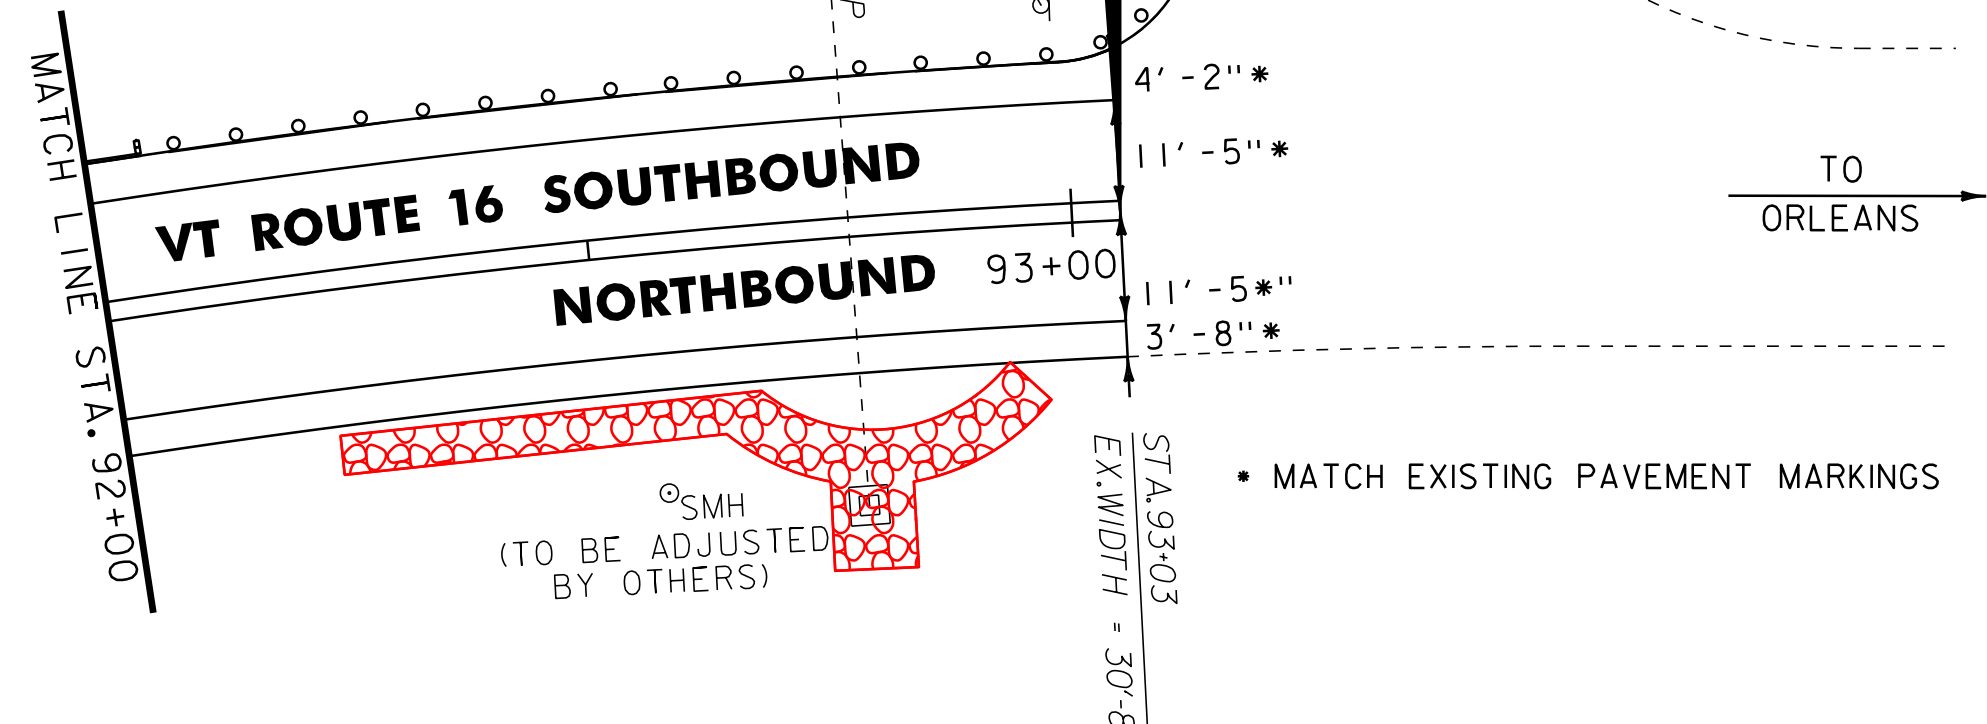 MATCH LINE STA. 92+00
P
VT ROUTE 16 SOUTHBOUND
NORTHBOUND
93+00
4'-2"*
11'-5"*
11'-5*"
3'-8"*
TO
ORLEANS
* MATCH EXISTING PAVEMENT MARKINGS
SMH
(TO BE ADJUSTED
BY OTHERS)
STA.93+03
EX.WIDTH = 30'-8